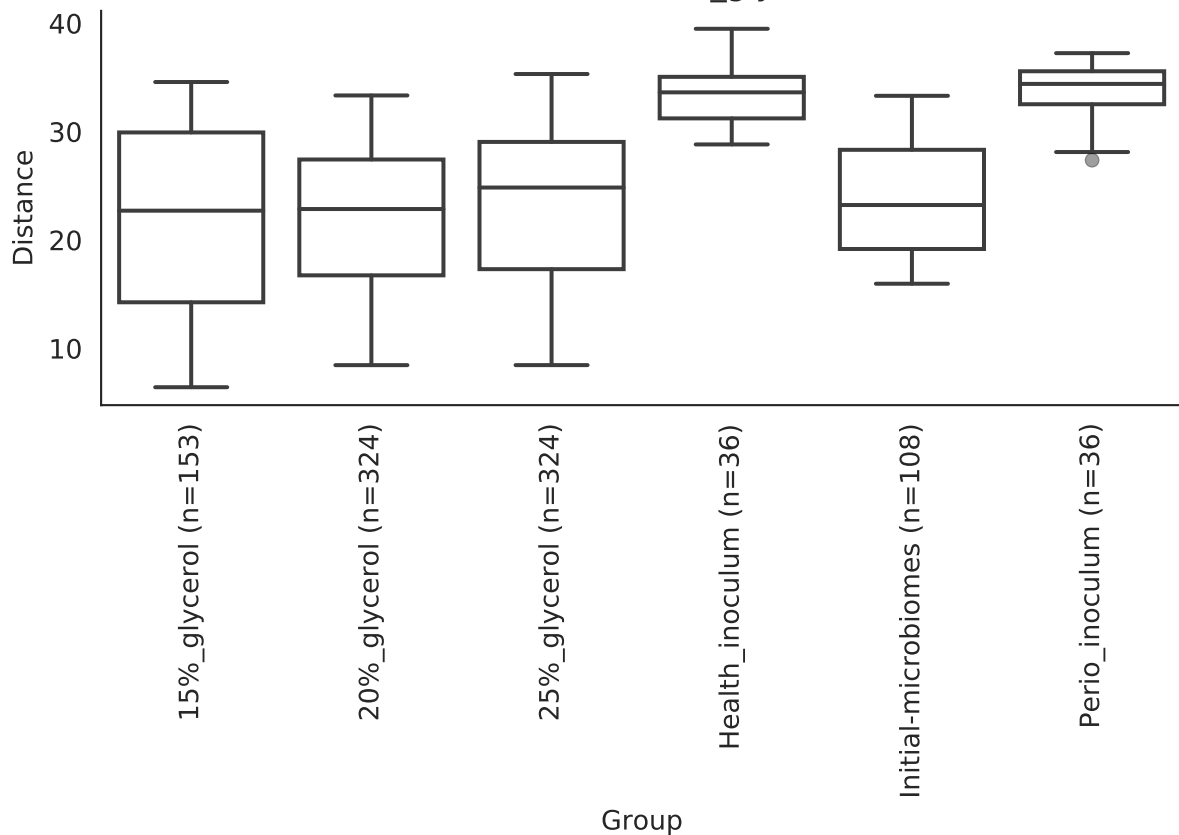 40
30
20
10
Distance
15%_glycerol (n=153)
20%_glycerol (n=324)
25%_glycerol (n=324)
Health_inoculum (n=36)
Initial-microbiomes (n=108)
Perio_inoculum (n=36)
Group